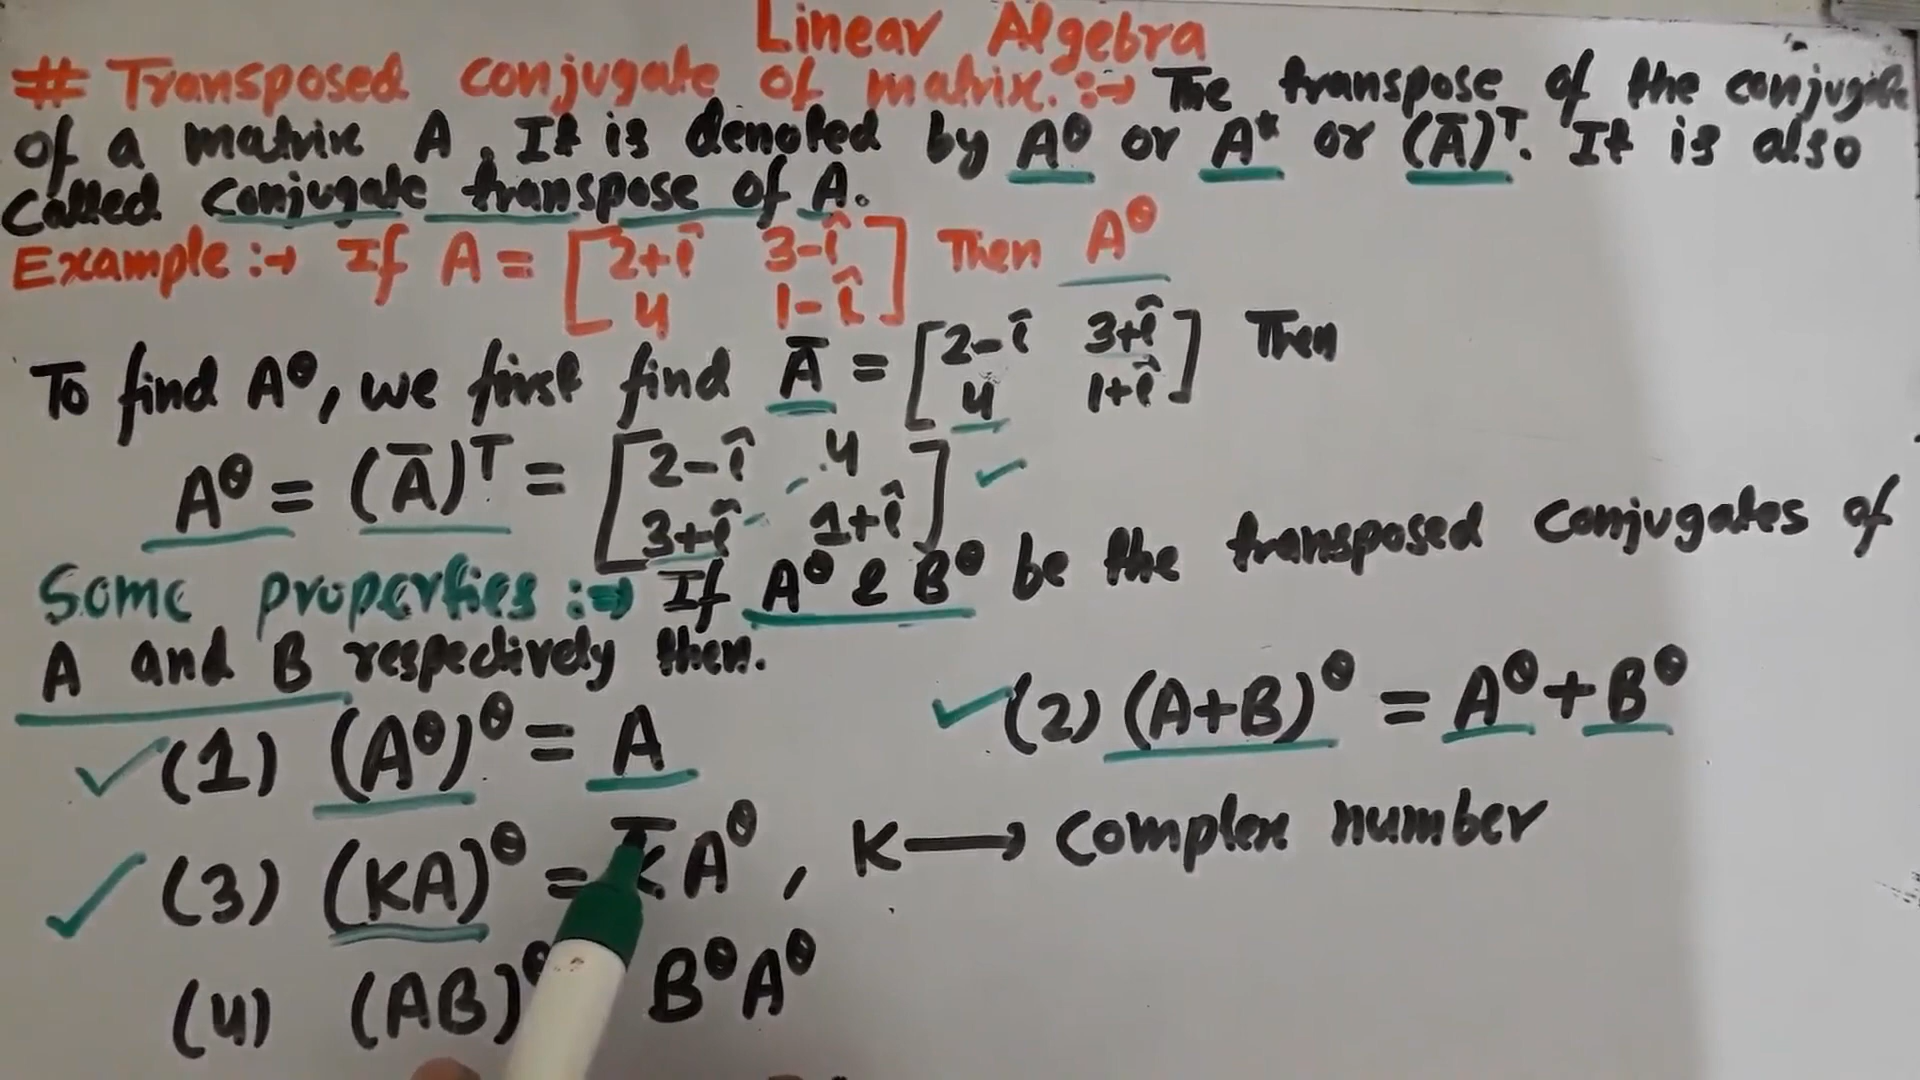 Linear Algebra
# Transposed conjugate of matrix. :→ The transpose of the conjugate
of a matrix A. It is denoted by A^θ or A* or (Ā)^T. It is also
called conjugate transpose of A.
Example :→ If A = [2+i 3-i Then A^θ
4 1-i]
To find A^θ, we first find Ā = [2-i 3+i Then
4 1+i]
A^θ = (Ā)^T = [2-i 4
3+i 1+i] ✓
Some properties :⇒ If A^θ & B^θ be the transposed conjugates of
A and B respectively then.
✓ (1) (A^θ)^θ = A ✓ (2) (A+B)^θ = A^θ + B^θ
✓ (3) (KA)^θ = K̄ A^θ , K → Complex number
(4) (AB)^θ B^θ A^θ